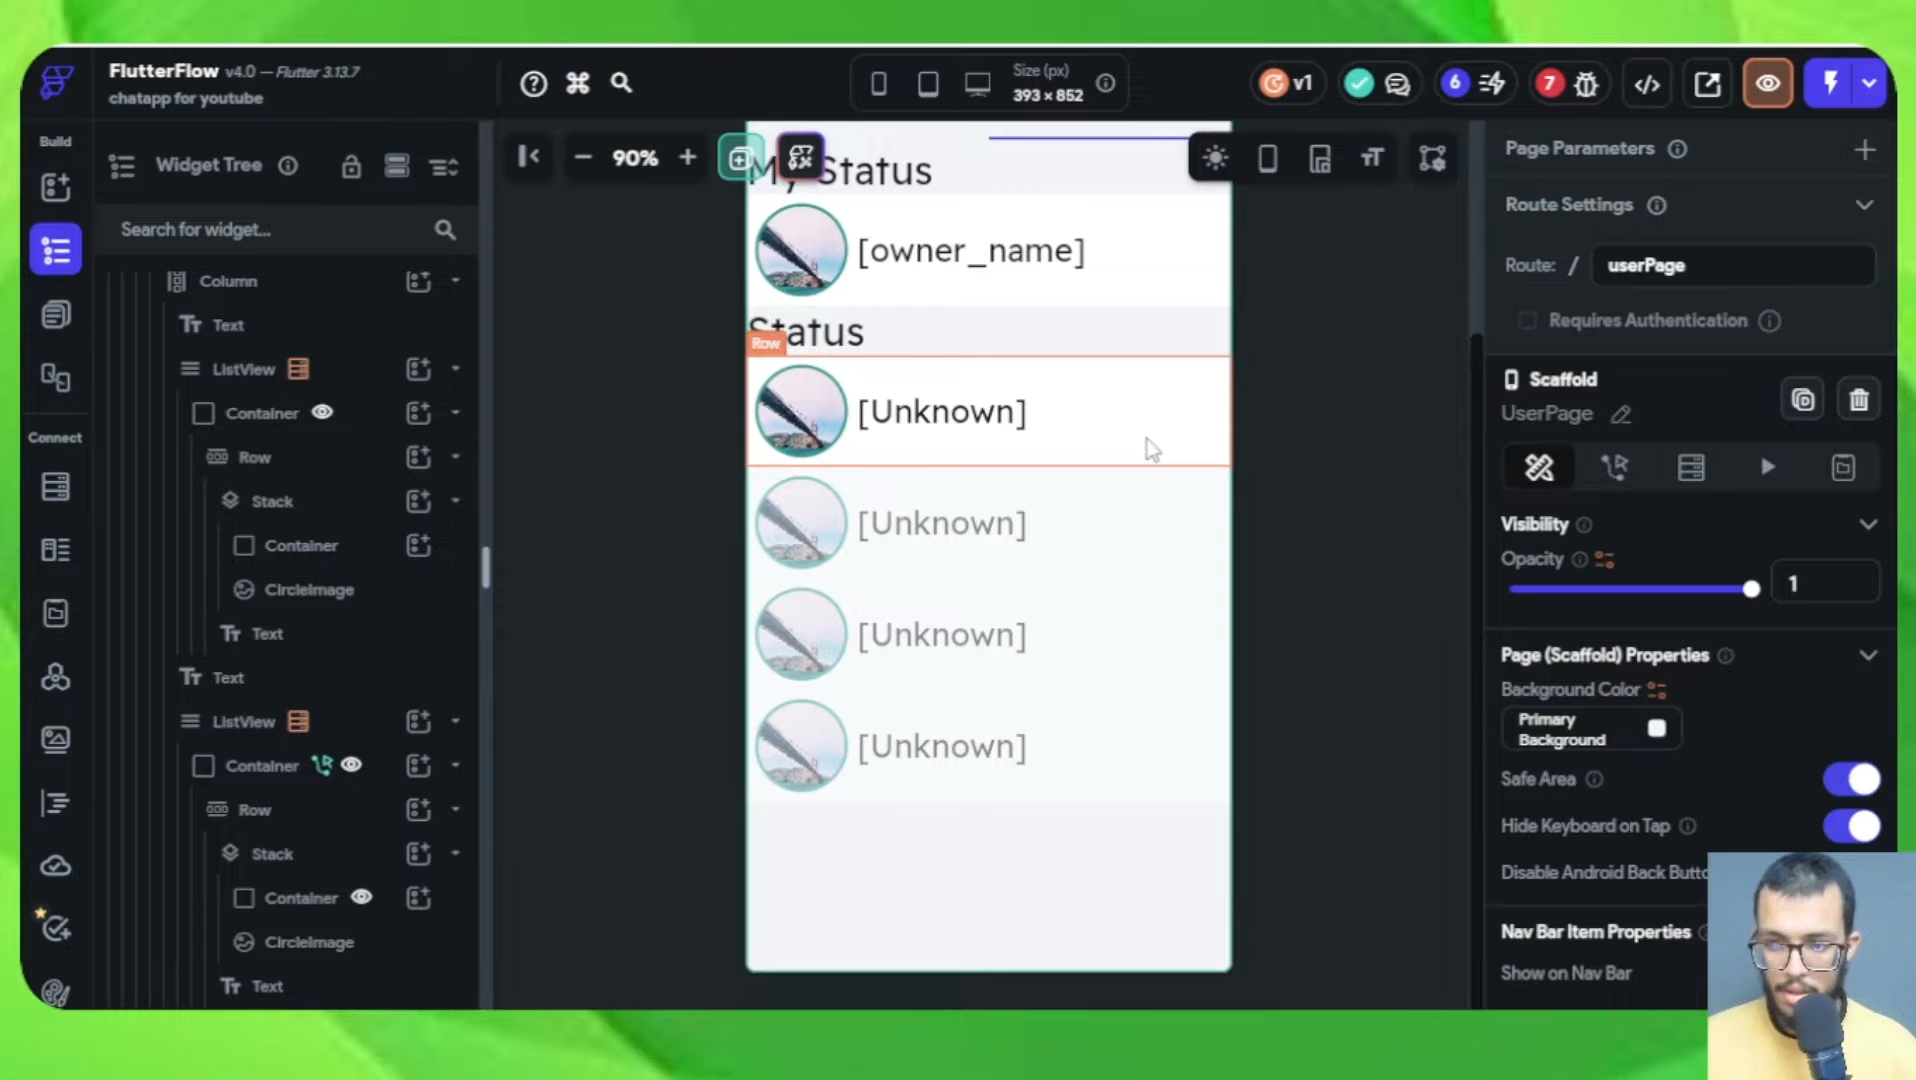 FlutterFlow v4.0 — Flutter 3.13.7
chatapp for youtube
Size (px)
393 × 852
v1
6
7
Build
Widget Tree
Search for widget...
Column
Text
ListView
Container
Row
Stack
Container
CircleImage
Text
Text
ListView
Container
Row
Stack
Container
CircleImage
Text
Connect
90%
My Status
[owner_name]
Status
Row
[Unknown]
[Unknown]
[Unknown]
[Unknown]
Page Parameters
Route Settings
Route: / userPage
Requires Authentication
Scaffold
UserPage
Visibility
Opacity
1
Page (Scaffold) Properties
Background Color
Primary
Background
Safe Area
Hide Keyboard on Tap
Disable Android Back Butto
Nav Bar Item Properties
Show on Nav Bar